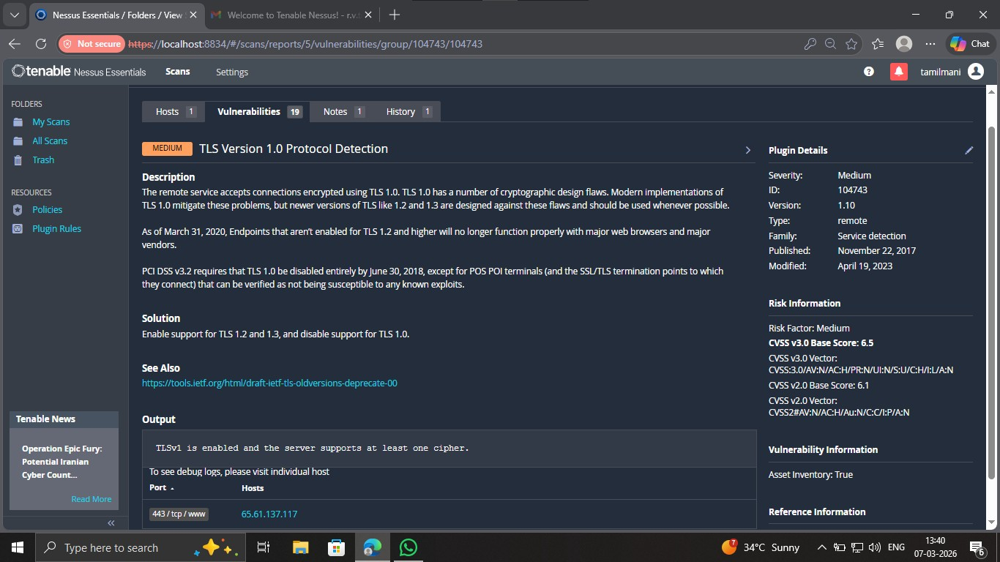 Nessus Essentials / Folders / View
Welcome to Tenable Nessus! - r.v.
Not secure
https://localhost:8834/#/scans/reports/5/vulnerabilities/group/104743/104743
Chat
tenable Nessus Essentials
Scans
Settings
tamilmani
FOLDERS
My Scans
All Scans
Trash
RESOURCES
Policies
Plugin Rules
Tenable News
Operation Epic Fury:
Potential Iranian
Cyber Count...
Read More
Hosts 1
Vulnerabilities 19
Notes 1
History 1
MEDIUM
TLS Version 1.0 Protocol Detection
Description
The remote service accepts connections encrypted using TLS 1.0. TLS 1.0 has a number of cryptographic design flaws. Modern implementations of
TLS 1.0 mitigate these problems, but newer versions of TLS like 1.2 and 1.3 are designed against these flaws and should be used whenever possible.
As of March 31, 2020, Endpoints that aren't enabled for TLS 1.2 and higher will no longer function properly with major web browsers and major
vendors.
PCI DSS v3.2 requires that TLS 1.0 be disabled entirely by June 30, 2018, except for POS POI terminals (and the SSL/TLS termination points to which
they connect) that can be verified as not being susceptible to any known exploits.
Solution
Enable support for TLS 1.2 and 1.3, and disable support for TLS 1.0.
See Also
https://tools.ietf.org/html/draft-ietf-tls-oldversions-deprecate-00
Output
TLSv1 is enabled and the server supports at least one cipher.
To see debug logs, please visit individual host
Port
Hosts
443 / tcp / www
65.61.137.117
Plugin Details
Severity: Medium
ID: 104743
Version: 1.10
Type: remote
Family: Service detection
Published: November 22, 2017
Modified: April 19, 2023
Risk Information
Risk Factor: Medium
CVSS v3.0 Base Score: 6.5
CVSS v3.0 Vector:
CVSS:3.0/AV:N/AC:H/PR:N/UI:N/S:U/C:H/I:L/A:N
CVSS v2.0 Base Score: 6.1
CVSS v2.0 Vector:
CVSS2#AV:N/AC:H/Au:N/C:C/I:P/A:N
Vulnerability Information
Asset Inventory: True
Reference Information
Type here to search
7
34°C Sunny
ENG
13:40
07-03-2026
6